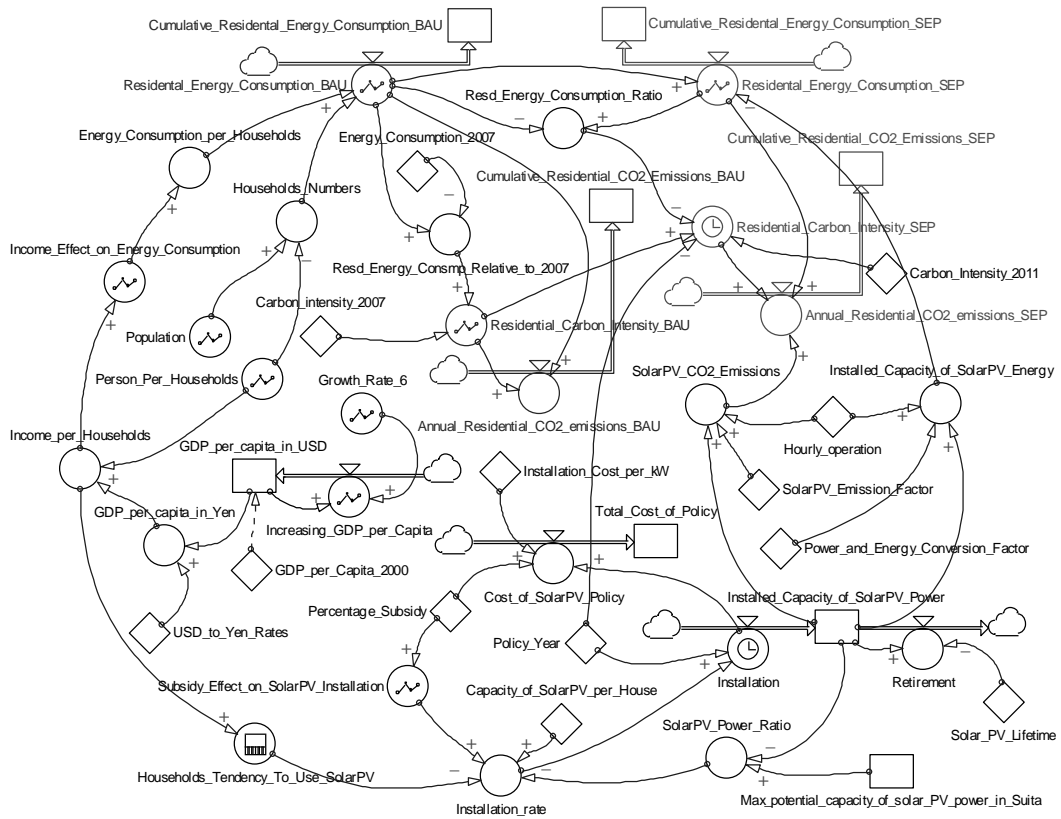 Cumulative_Residental_Energy_Consumption_BAU
Cumulative_Residental_Energy_Consumption_SEP
Residental_Energy_Consumption_BAU
Resd_Energy_Consumption_Ratio
Residental_Energy_Consumption_SEP
Energy_Consumption_per_Households
Energy_Consumption_2007
Cumulative_Residential_CO2_Emissions_SEP
Households_Numbers
Cumulative_Residential_CO2_Emissions_BAU
Residential_Carbon_Intensity_SEP
Income_Effect_on_Energy_Consumption
Resd_Energy_Consmp_Relative_to_2007
Carbon_Intensity_2011
Carbon_intensity_2007
Population
Residential_Carbon_Intensity_BAU
Annual_Residential_CO2_emissions_SEP
Person_Per_Households
Growth_Rate_6
SolarPV_CO2_Emissions
Installed_Capacity_of_SolarPV_Energy
Annual_Residential_CO2_emissions_BAU
Income_per_Households
GDP_per_capita_in_USD
Hourly_operation
Installation_Cost_per_kW
SolarPV_Emission_Factor
GDP_per_capita_in_Yen
Increasing_GDP_per_Capita
Total_Cost_of_Policy
Power_and_Energy_Conversion_Factor
GDP_per_Capita_2000
Cost_of_SolarPV_Policy
Installed_Capacity_of_SolarPV_Power
Percentage_Subsidy
USD_to_Yen_Rates
Policy_Year
Subsidy_Effect_on_SolarPV_Installation
Capacity_of_SolarPV_per_House
Installation
Retirement
SolarPV_Power_Ratio
Solar_PV_Lifetime
Households_Tendency_To_Use_SolarPV
Installation_rate
Max_potential_capacity_of_solar_PV_power_in_Suita